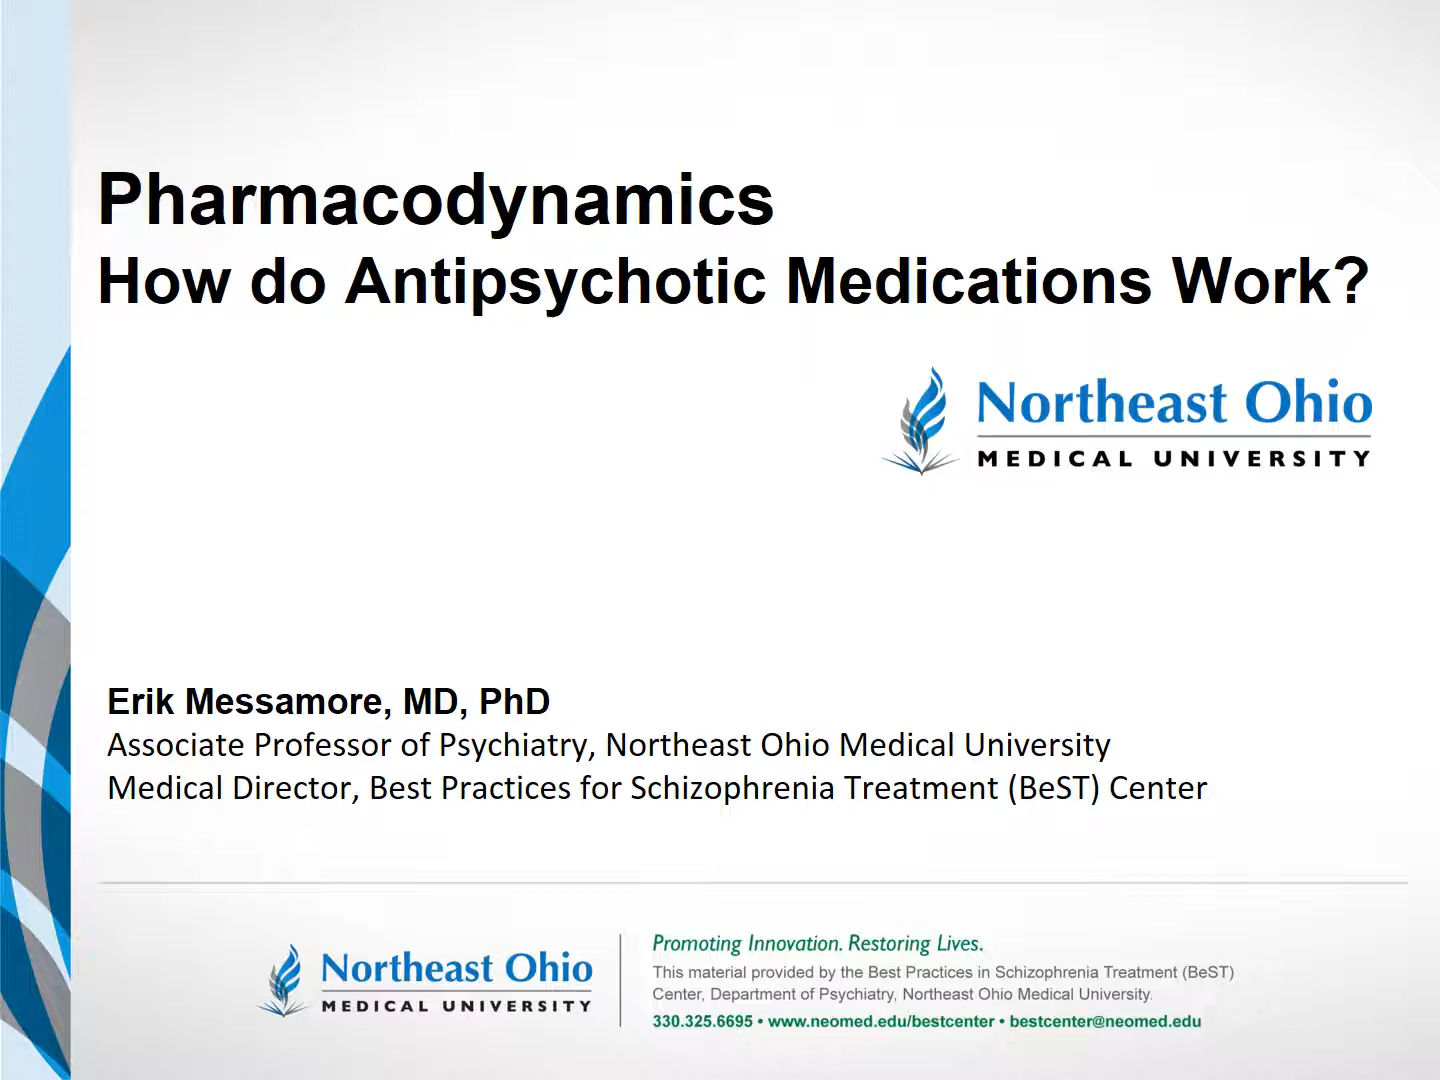 Pharmacodynamics
How do Antipsychotic Medications Work?
Northeast Ohio
MEDICAL UNIVERSITY
Erik Messamore, MD, PhD
Associate Professor of Psychiatry, Northeast Ohio Medical University
Medical Director, Best Practices for Schizophrenia Treatment (BeST) Center
Northeast Ohio
MEDICAL UNIVERSITY
Promoting Innovation. Restoring Lives.
This material provided by the Best Practices in Schizophrenia Treatment (BeST)
Center, Department of Psychiatry, Northeast Ohio Medical University.
330.325.6695 • www.neomed.edu/bestcenter • bestcenter@neomed.edu